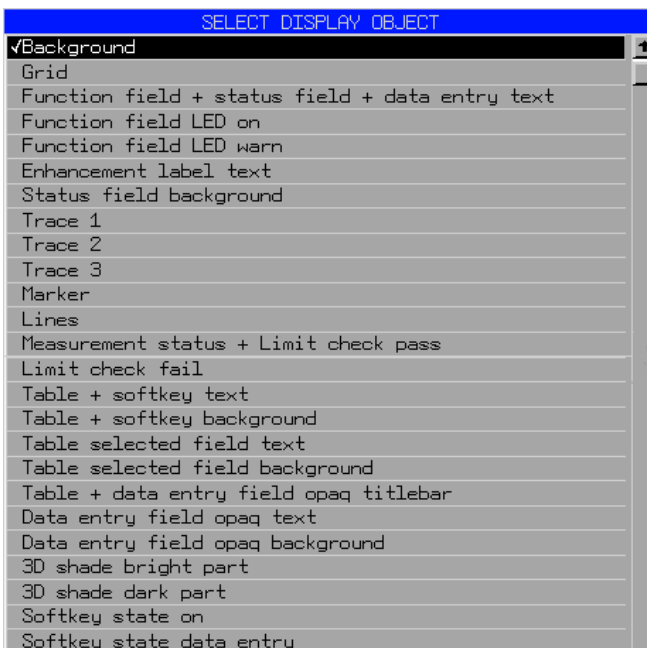 SELECT DISPLAY OBJECT
√Background
Grid
Function field + status field + data entry text
Function field LED on
Function field LED warn
Enhancement label text
Status field background
Trace 1
Trace 2
Trace 3
Marker
Lines
Measurement status + Limit check pass
Limit check fail
Table + softkey text
Table + softkey background
Table selected field text
Table selected field background
Table + data entry field opaq titlebar
Data entry field opaq text
Data entry field opaq background
3D shade bright part
3D shade dark part
Softkey state on
Softkey state data entry